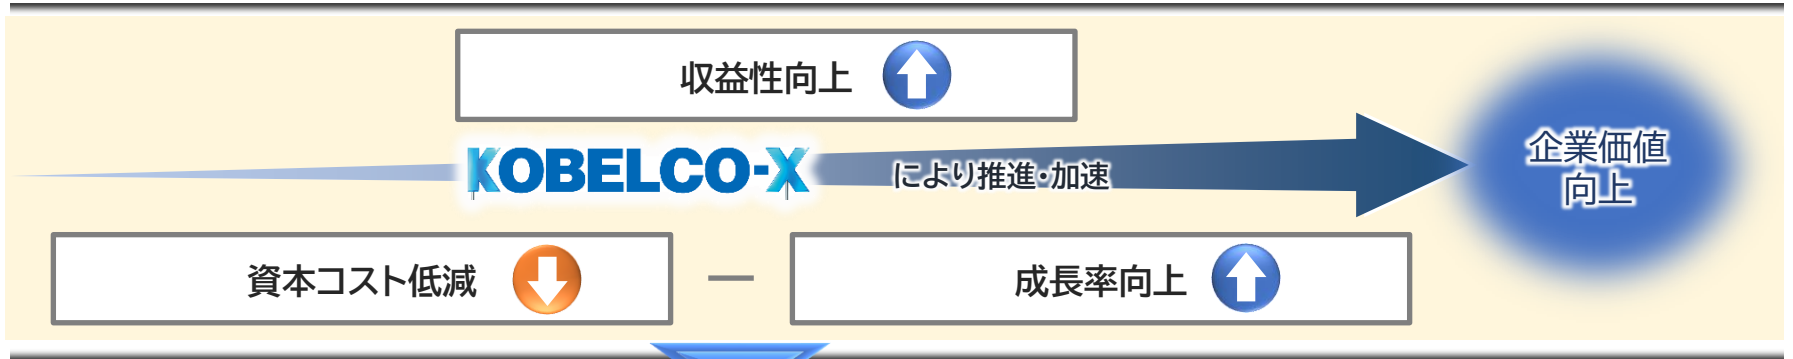 収益性向上
KOBELCO-X により推進・加速
企業価値
向上
資本コスト低減 — 成長率向上